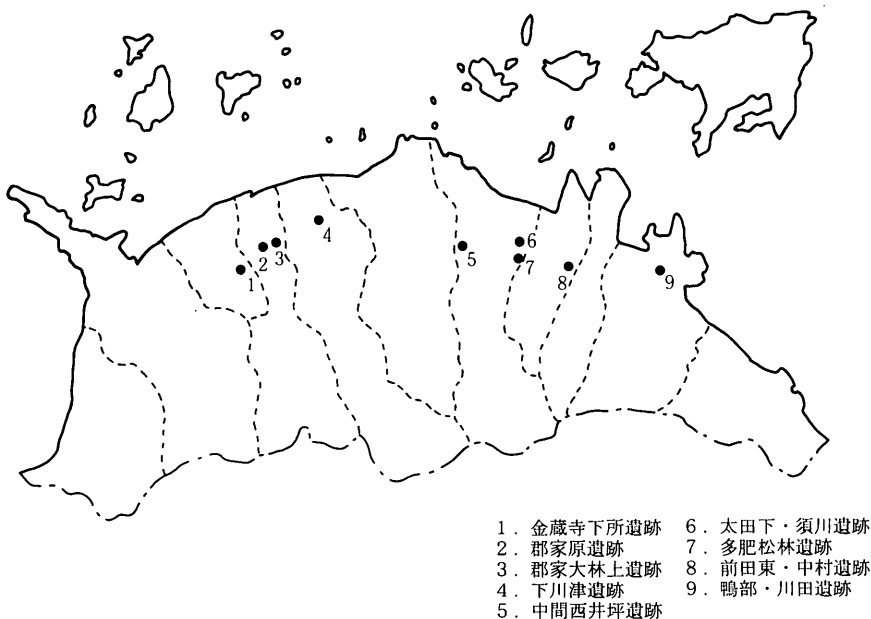 1
2
3
4
5
6
7
8
9
1. 金蔵寺下所遺跡
2. 郡家原遺跡
3. 郡家大林上遺跡
4. 下川津遺跡
5. 中間西井坪遺跡
6. 太田下・須川遺跡
7. 多肥松林遺跡
8. 前田東・中村遺跡
9. 鴨部・川田遺跡